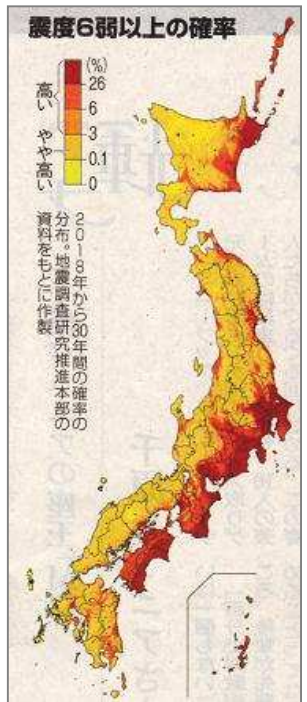 震度6弱以上の確率
(%)
26
6
3
0.1
0
高い
やや高い
2018年から30年間の確率の
分布。地震調査研究推進本部の
資料をもとに作製